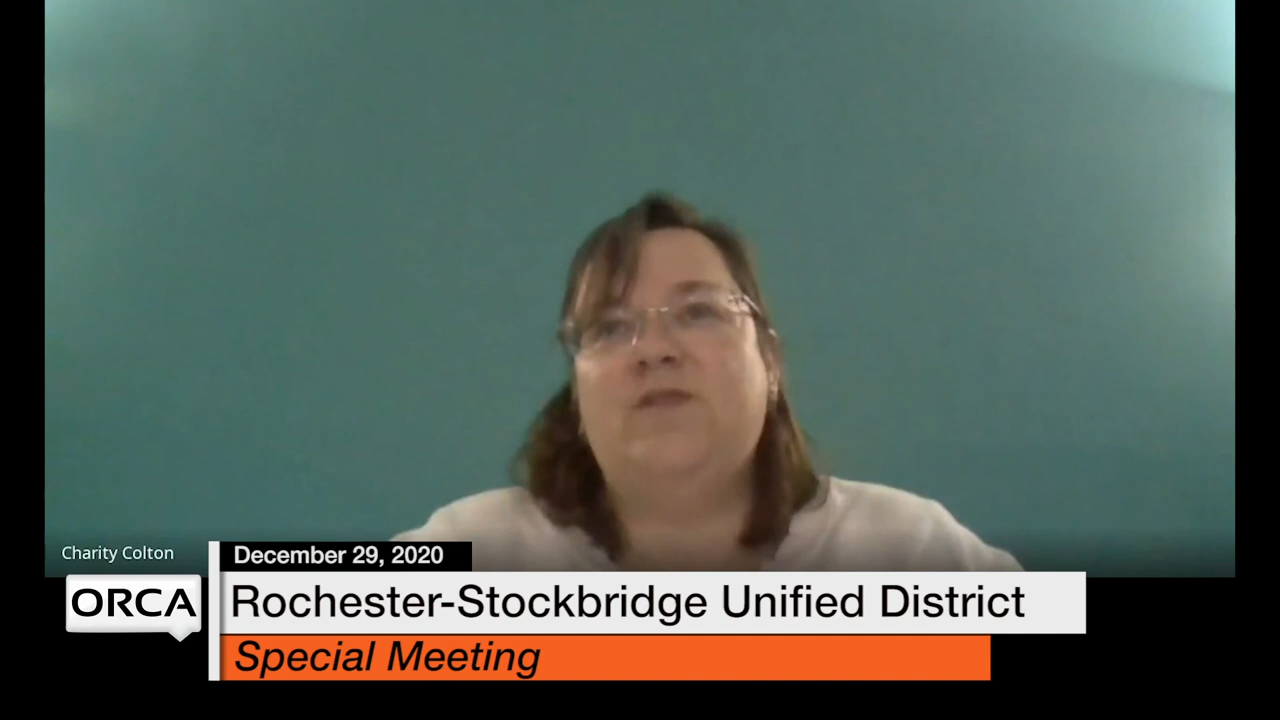 Charity Colton
December 29, 2020
ORCA
Rochester-Stockbridge Unified District
Special Meeting